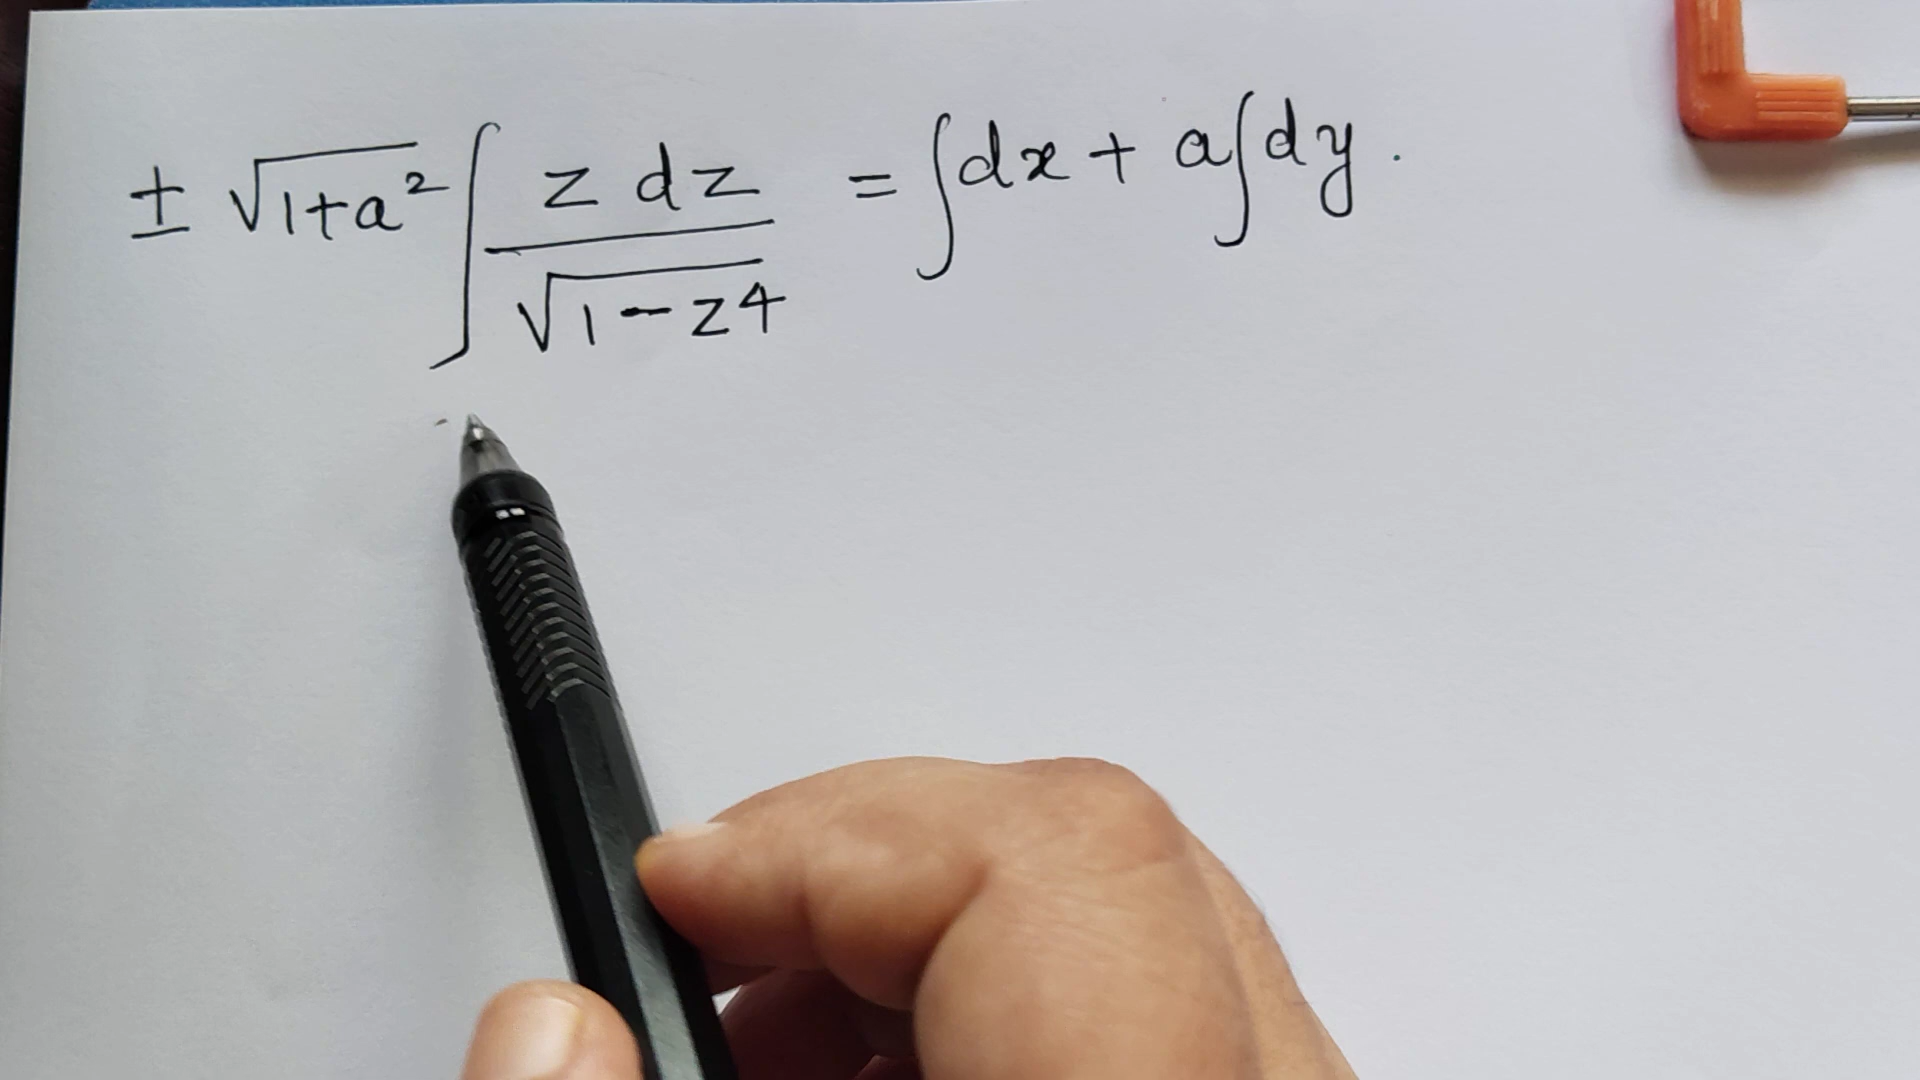 ± √(1+a²) ∫ z dz / √(1-z⁴) = ∫dx + a∫dy.